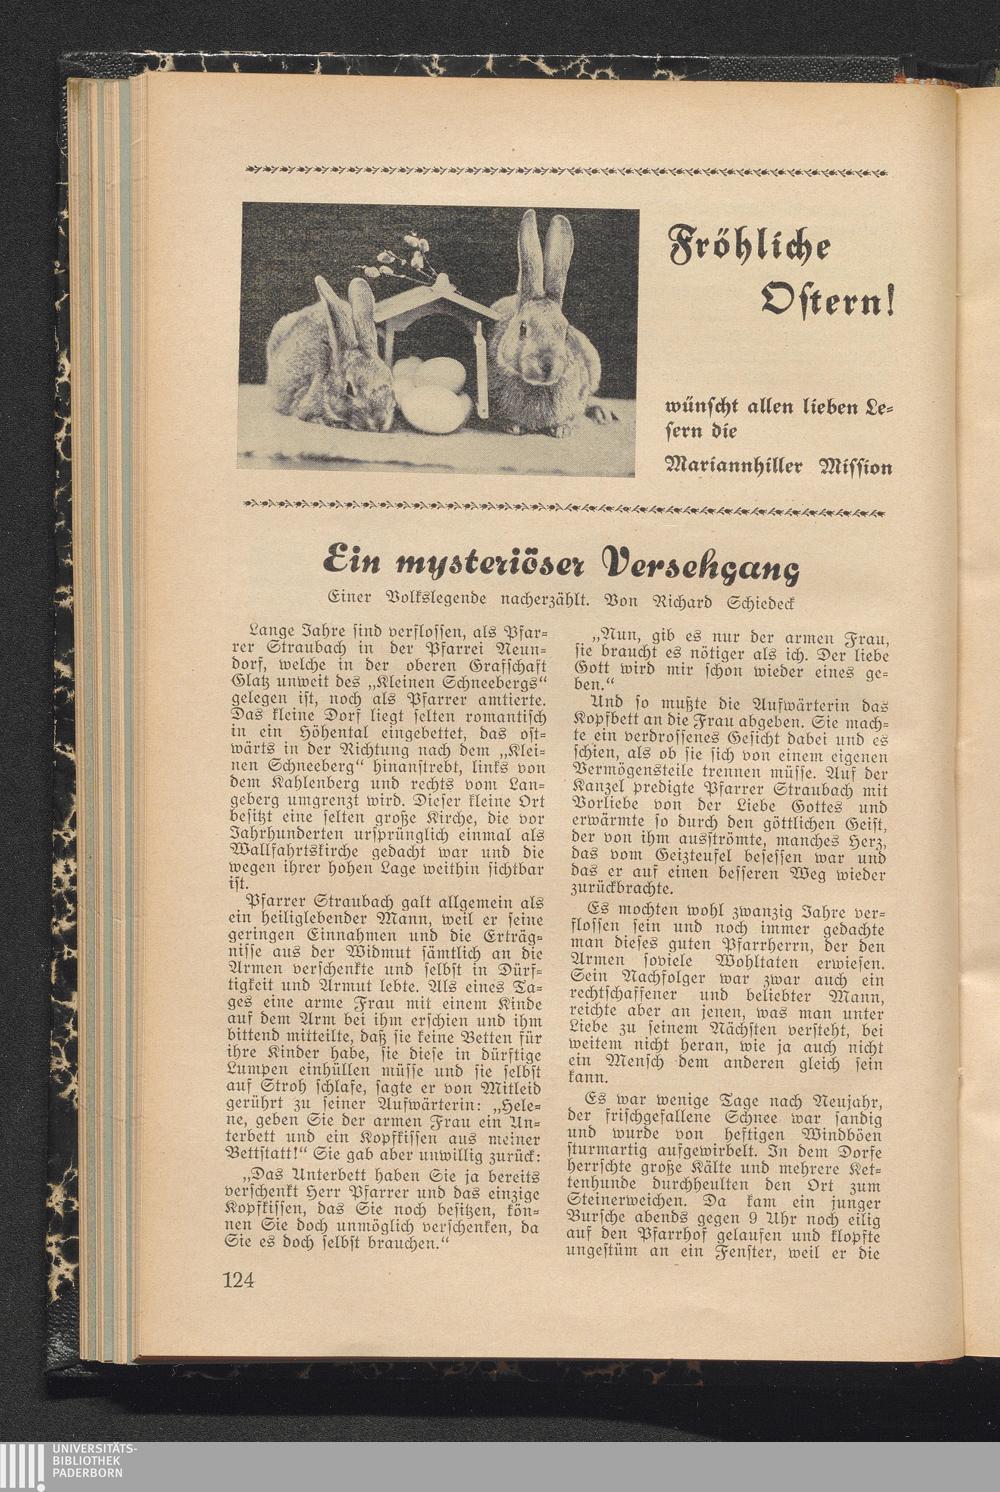 Fröhliche
Ostern!
wünscht allen lieben Le-
sern die
Mariannhiller Mission
Ein mysteriöser Versehgang
Einer Volkslegende nacherzählt. Von Richard Schiedeck
Lange Jahre sind verflossen, als Pfar-
rer Straubach in der Pfarrei Neun-
dorf, welche in der oberen Grafschaft
Glatz unweit des „Kleinen Schneebergs“
gelegen ist, noch als Pfarrer amtierte.
Das kleine Dorf liegt selten romantisch
in ein Höhental eingebettet, das ost-
wärts in der Richtung nach dem „Klei-
nen Schneeberg“ hinanstrebt, links von
dem Kahlenberg und rechts vom Lan-
geberg umgrenzt wird. Dieser kleine Ort
besitzt eine selten große Kirche, die vor
Jahrhunderten ursprünglich einmal als
Wallfahrtskirche gedacht war und die
wegen ihrer hohen Lage weithin sichtbar
ist.
Pfarrer Straubach galt allgemein als
ein heiliglebender Mann, weil er seine
geringen Einnahmen und die Erträg-
nisse aus der Widmut sämtlich an die
Armen verschenkte und selbst in Dürf-
tigkeit und Armut lebte. Als eines Ta-
ges eine arme Frau mit einem Kinde
auf dem Arm bei ihm erschien und ihm
bittend mitteilte, daß sie keine Betten für
ihre Kinder habe, sie diese in dürftige
Lumpen einhüllen müsse und sie selbst
auf Stroh schlafe, sagte er von Mitleid
gerührt zu seiner Aufwärterin: „Hele-
ne, geben Sie der armen Frau ein Un-
terbett und ein Kopfkissen aus meiner
Bettstatt!“ Sie gab aber unwillig zurück:
„Das Unterbett haben Sie ja bereits
verschenkt Herr Pfarrer und das einzige
Kopfkissen, das Sie noch besitzen, kön-
nen Sie doch unmöglich verschenken, da
Sie es doch selbst brauchen.“
„Nun, gib es nur der armen Frau,
sie braucht es nötiger als ich. Der liebe
Gott wird mir schon wieder eines ge-
ben.“
Und so mußte die Aufwärterin das
Kopfbett an die Frau abgeben. Sie mach-
te ein verdrossenes Gesicht dabei und es
schien, als ob sie sich von einem eigenen
Vermögensteile trennen müsse. Auf der
Kanzel predigte Pfarrer Straubach mit
Vorliebe von der Liebe Gottes und
erwärmte so durch den göttlichen Geist,
der von ihm ausströmte, manches Herz,
das vom Geizteufel besessen war und
das er auf einen besseren Weg wieder
zurückbrachte.
Es mochten wohl zwanzig Jahre ver-
flossen sein und noch immer gedachte
man dieses guten Pfarrherrn, der den
Armen soviele Wohltaten erwiesen.
Sein Nachfolger war zwar auch ein
rechtschaffener und beliebter Mann,
reichte aber an jenen, was man unter
Liebe zu seinem Nächsten versteht, bei
weitem nicht heran, wie ja auch nicht
ein Mensch dem anderen gleich sein
kann.
Es war wenige Tage nach Neujahr,
der frischgefallene Schnee war sandig
und wurde von heftigen Windböen
sturmartig aufgewirbelt. In dem Dorfe
herrschte große Kälte und mehrere Ket-
tenhunde durchheulten den Ort zum
Steinerweichen. Da kam ein junger
Bursche abends gegen 9 Uhr noch eilig
auf den Pfarrhof gelaufen und klopfte
ungestüm an ein Fenster, weil er die
124
UNIVERSITÄTS-
BIBLIOTHEK
PADERBORN